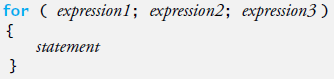 for ( expression1; expression2; expression3 )
{
statement
}